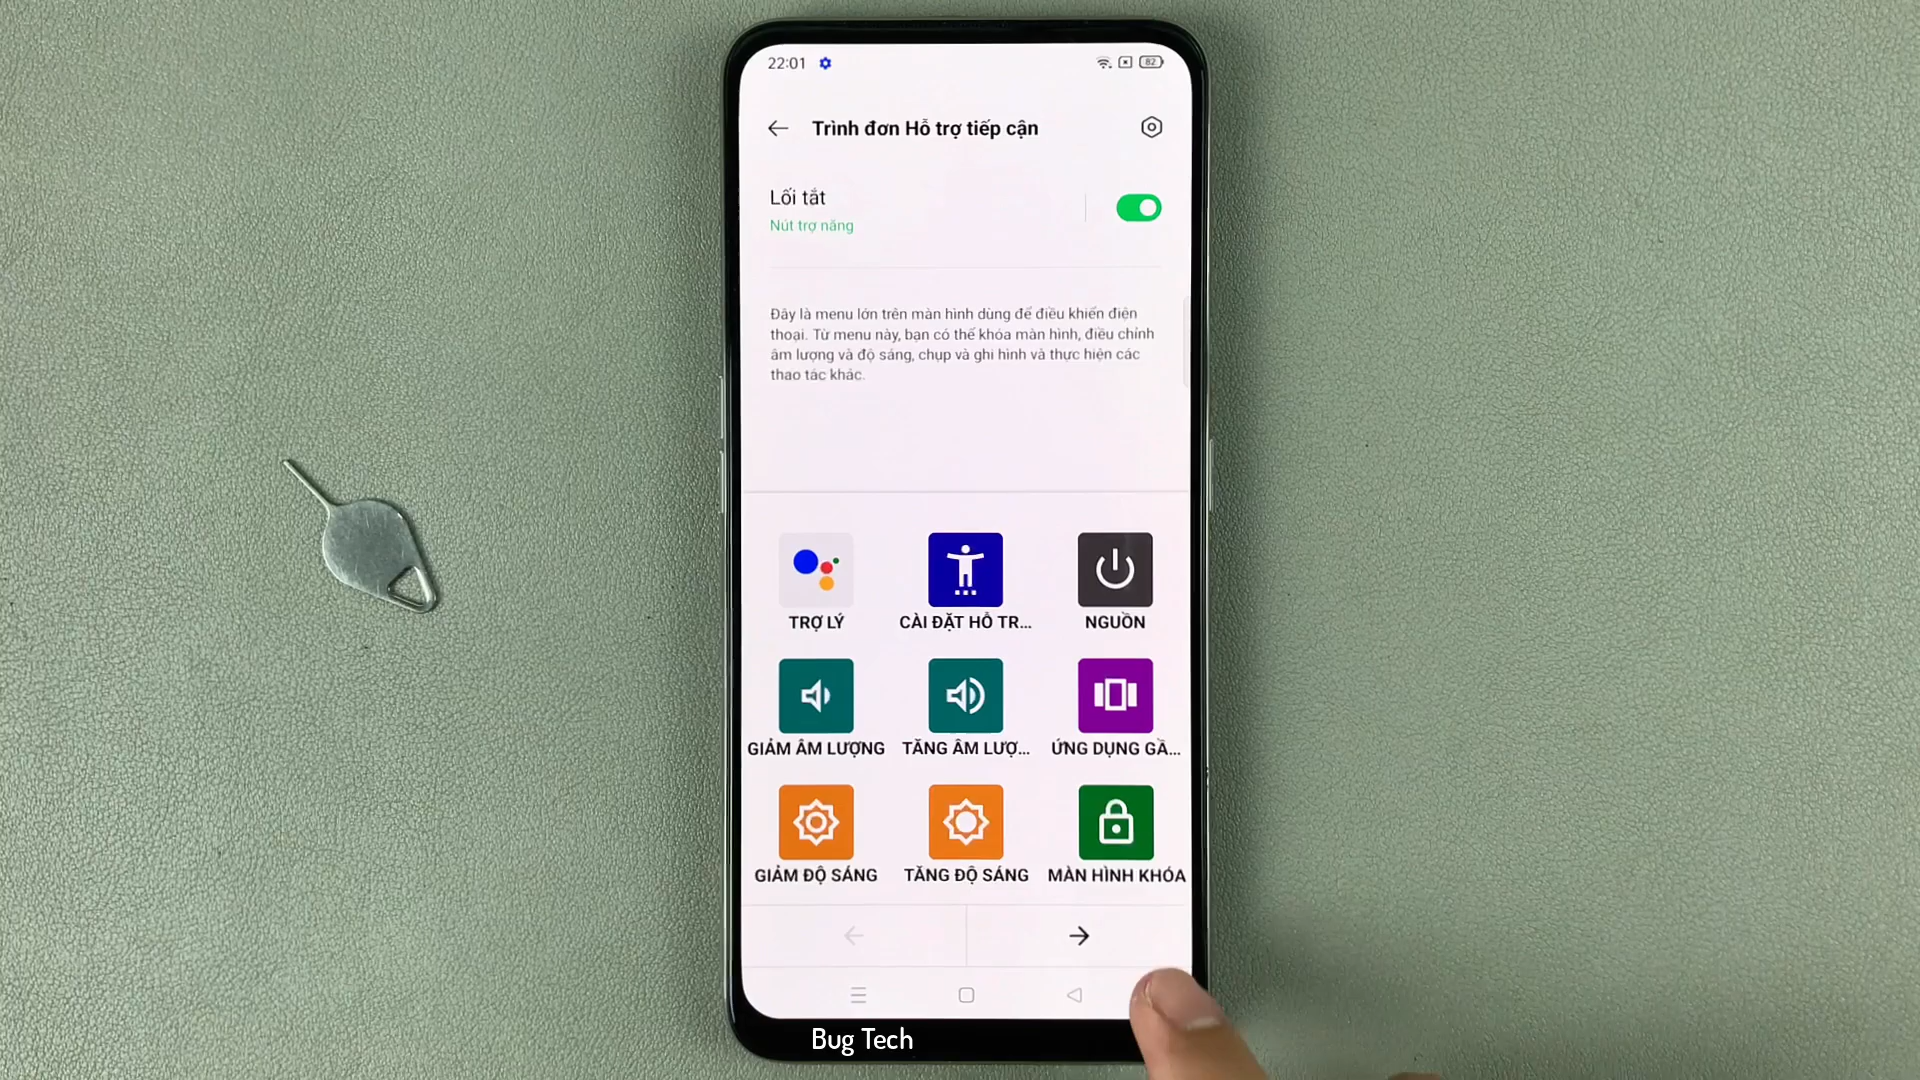 22:01
82
Trình đơn Hỗ trợ tiếp cận
Lối tắt
Nút trợ năng
Đây là menu lớn trên màn hình dùng để điều khiển điện
thoại. Từ menu này, bạn có thể khóa màn hình, điều chỉnh
âm lượng và độ sáng, chụp và ghi hình và thực hiện các
thao tác khác.
TRỢ LÝ
CÀI ĐẶT HỖ TR...
NGUỒN
GIẢM ÂM LƯỢNG
TĂNG ÂM LƯỢ...
ỨNG DỤNG GẦ...
GIẢM ĐỘ SÁNG
TĂNG ĐỘ SÁNG
MÀN HÌNH KHÓA
Bug Tech